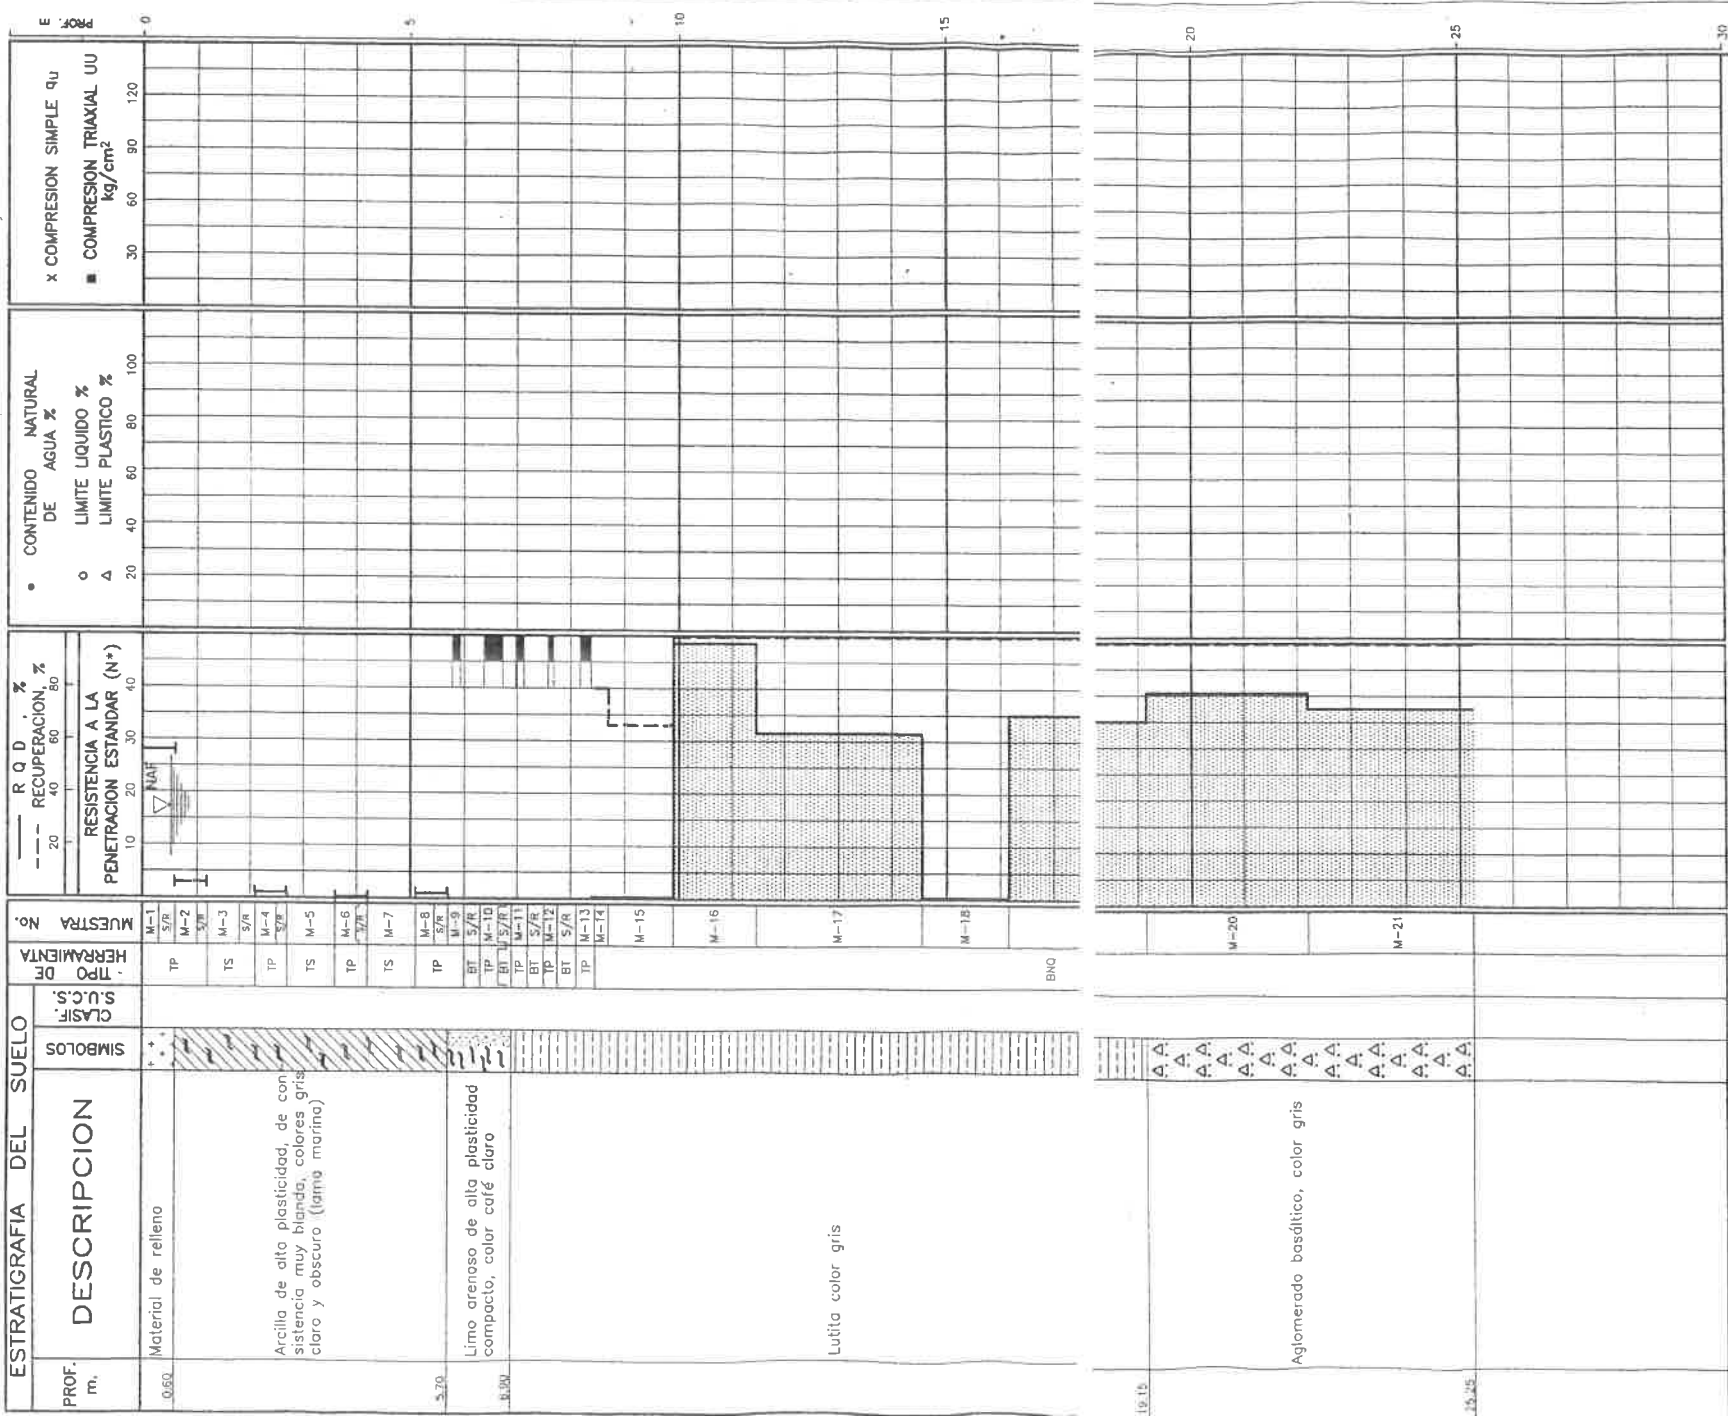 ESTRATIGRAFIA DEL SUELO
PROF. m.
DESCRIPCION
SIMBOLOS
CLASIF. S.U.C.S.
TIPO DE HERRAMIENTA
MUESTRA No.
R Q D , %
RECUPERACION, %
20 40 60 80
RESISTENCIA A LA
PENETRACION ESTANDAR (N*)
10 20 30 40
• CONTENIDO NATURAL
DE AGUA %
o LIMITE LIQUIDO %
Δ LIMITE PLASTICO %
20 40 60 80 100
x COMPRESION SIMPLE qu
■ COMPRESION TRIAXIAL UU
kg/cm²
30 60 90 120
PROF. m
0
5
10
15
20
25
30
0.60
Material de relleno
5.70
Arcilla de alta plasticidad, de con
sistencia muy blanda, colores gris
claro y obscuro (lama marina)
6.90
Limo arenoso de alta plasticidad
compacto, color café claro
Lutita color gris
19.15
Aglomerado basáltico, color gris
25.25
TP
TS
TP
TS
TP
TS
TP
BT
TP
BT
TP
BT
TP
BT
TP
BNQ
M-1
S/R
M-2
S/R
M-3
S/R
M-4
S/R
M-5
M-6
S/R
M-7
M-8
S/R
M-9
S/R
M-10
S/R
M-11
S/R
M-12
S/R
M-13
M-14
M-15
M-16
M-17
M-18
M-20
M-21
NAF